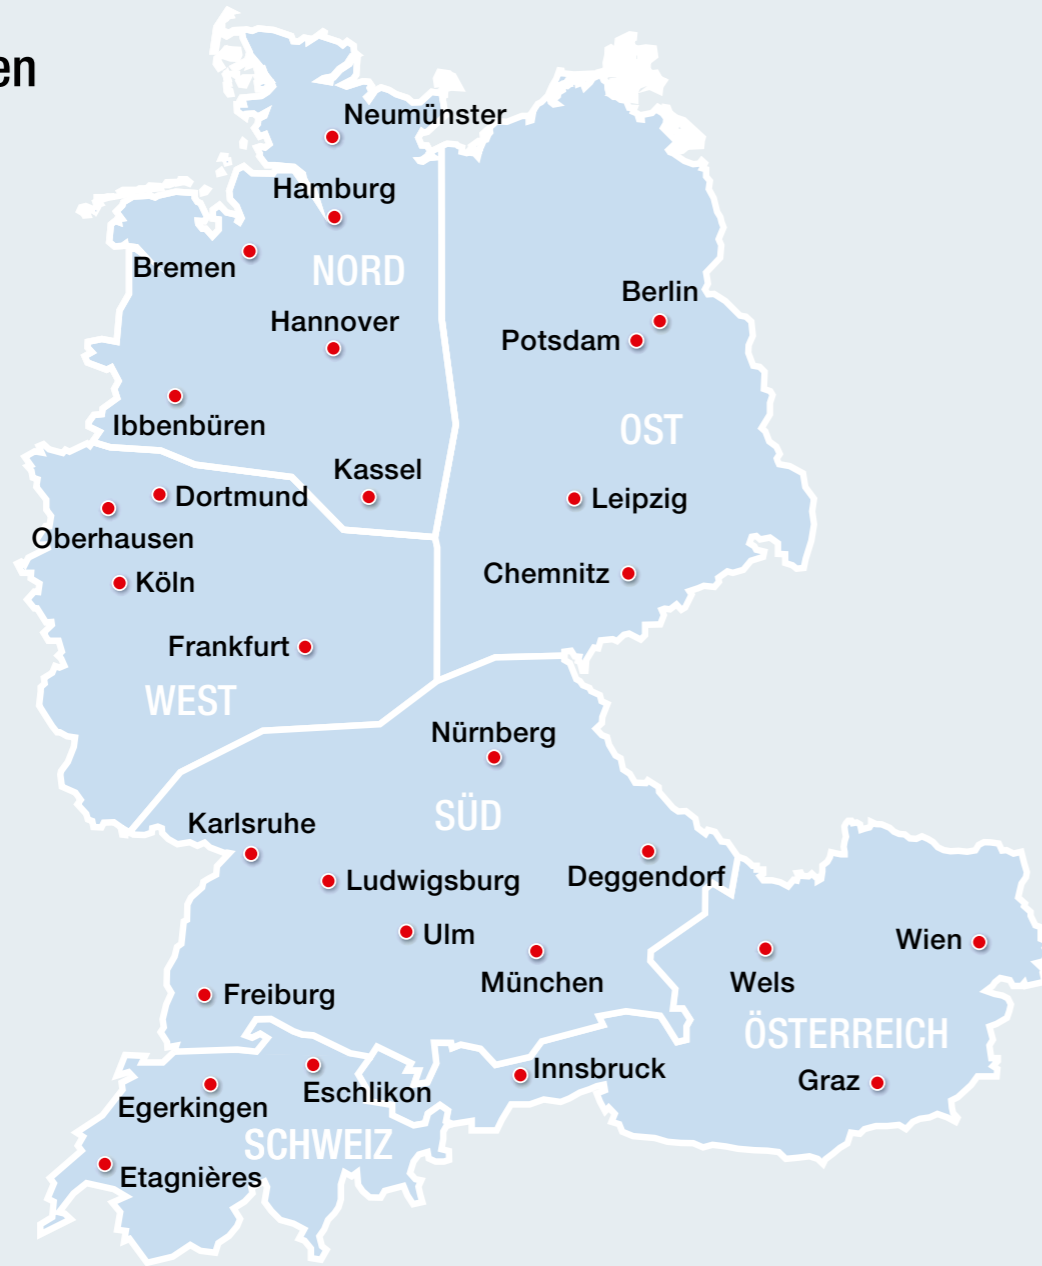 en
Neumünster
Hamburg
Bremen
NORD
Berlin
Hannover
Potsdam
Ibbenbüren
OST
Kassel
Dortmund
Leipzig
Oberhausen
Chemnitz
Köln
Frankfurt
WEST
Nürnberg
SÜD
Karlsruhe
Deggendorf
Ludwigsburg
Ulm
Wien
München
Wels
Freiburg
ÖSTERREICH
Innsbruck
Graz
Eschlikon
Egerkingen
SCHWEIZ
Etagnières